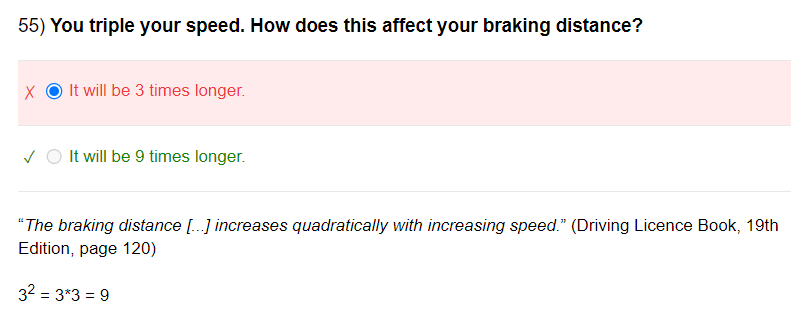 55) You triple your speed. How does this affect your braking distance?
✗ It will be 3 times longer.
✓ It will be 9 times longer.
“The braking distance [...] increases quadratically with increasing speed.” (Driving Licence Book, 19th
Edition, page 120)
3² = 3*3 = 9